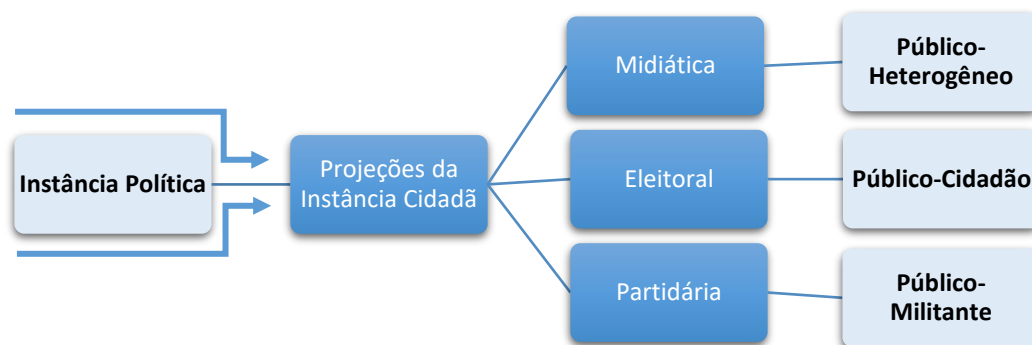 Instância Política
Projeções da
Instância Cidadã
Midiática
Público-
Heterogêneo
Eleitoral
Público-Cidadão
Partidária
Público-
Militante